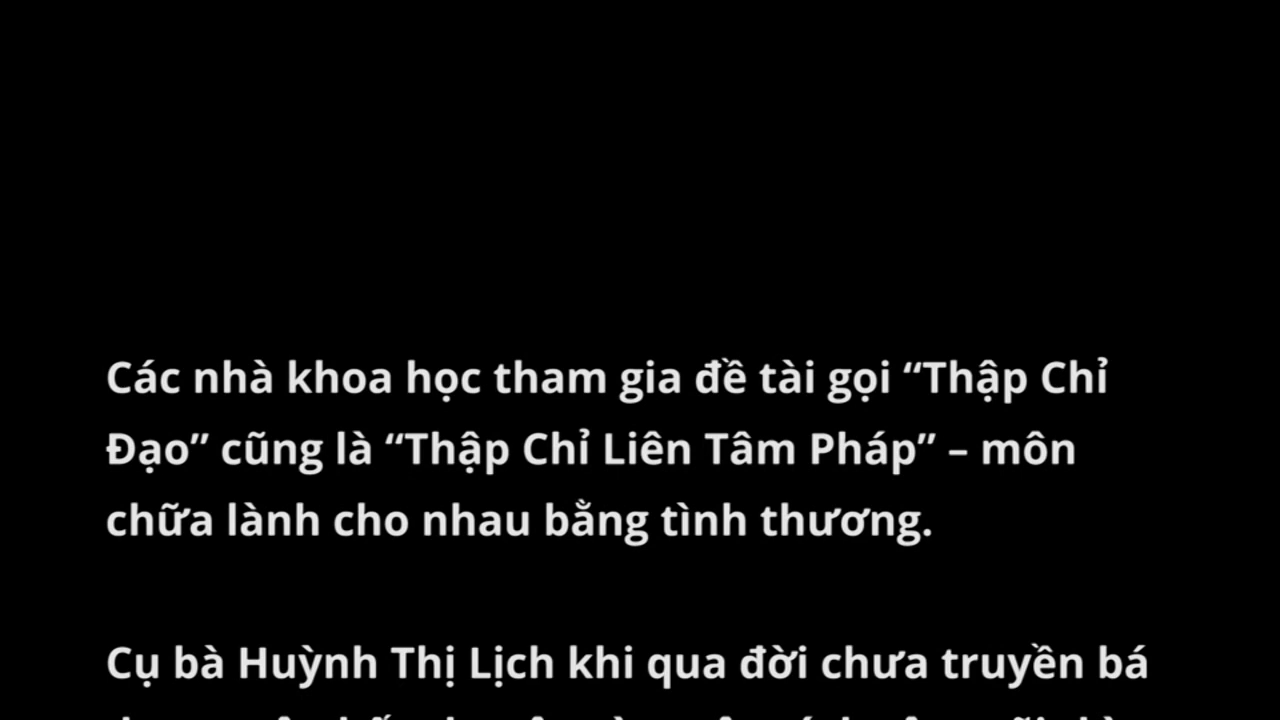 Các nhà khoa học tham gia đề tài gọi “Thập Chỉ
Đạo” cũng là “Thập Chỉ Liên Tâm Pháp” – môn
chữa lành cho nhau bằng tình thương.
Cụ bà Huỳnh Thị Lịch khi qua đời chưa truyền bá